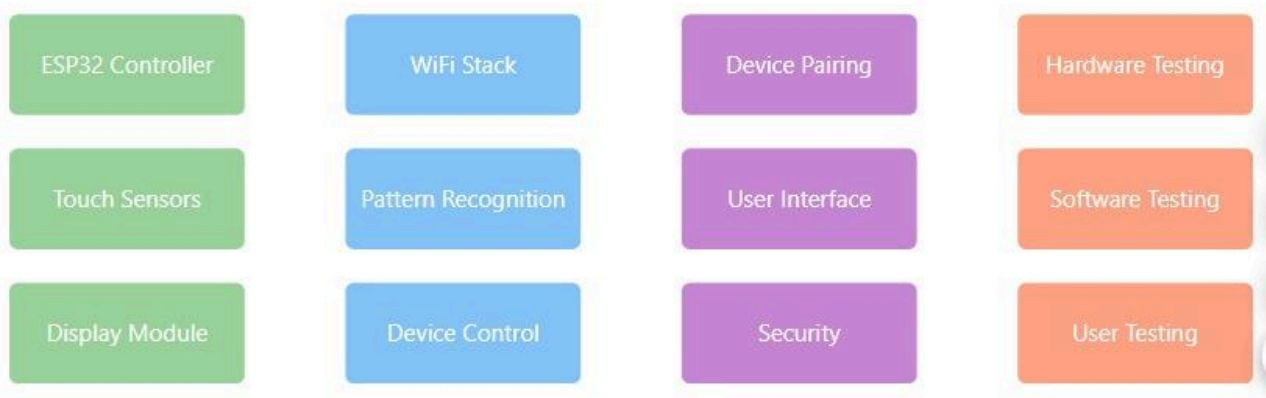 ESP32 Controller
WiFi Stack
Device Pairing
Hardware Testing
Touch Sensors
Pattern Recognition
User Interface
Software Testing
Display Module
Device Control
Security
User Testing